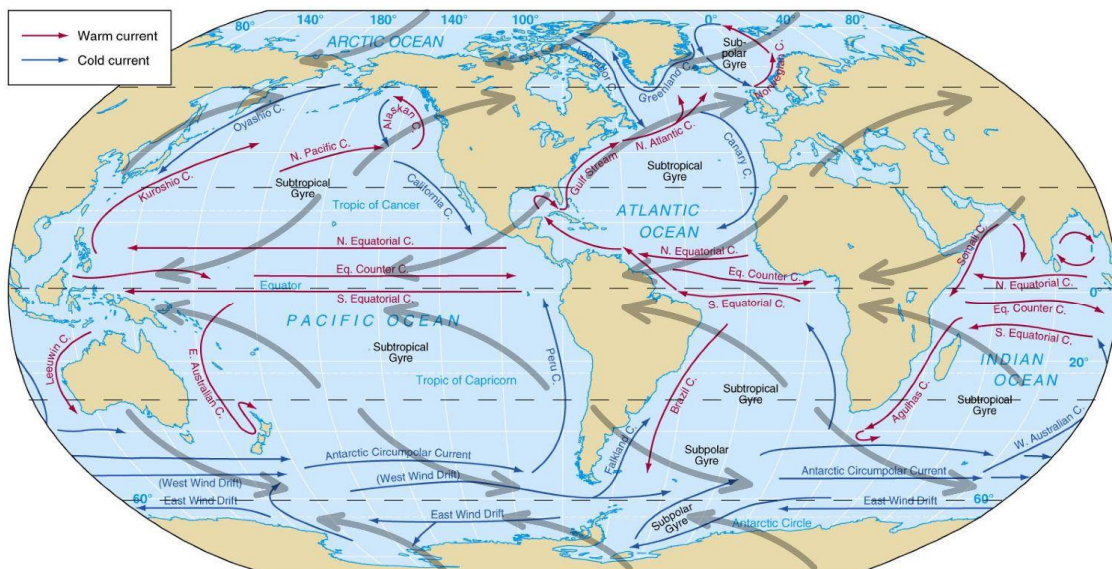 Warm current
Cold current
80°
140°
180°
140°
100°
0°
40°
80°
ARCTIC OCEAN
Sub-
polar
Gyre
Labrador C.
Greenland C.
Norwegian C.
Oyashio C.
Alaskan C.
N. Pacific C.
N. Atlantic C.
Gulf Stream
Canary C.
Kuroshio C.
Subtropical
Gyre
Tropic of Cancer
California C.
Subtropical
Gyre
ATLANTIC
OCEAN
Somali C.
N. Equatorial C.
Eq. Counter C.
Equator
S. Equatorial C.
N. Equatorial C.
Eq. Counter C.
S. Equatorial C.
N. Equatorial C.
0°
Eq. Counter C.
S. Equatorial C.
PACIFIC OCEAN
Leeuwin C.
E. Australian C.
Subtropical
Gyre
Tropic of Capricorn
Peru C.
Brazil C.
Subtropical
Gyre
INDIAN
OCEAN
20°
Agulhas C.
Subtropical
Gyre
W. Australian C.
Falkland C.
Subpolar
Gyre
Antarctic Circumpolar Current
(West Wind Drift)
(West Wind Drift)
Antarctic Circumpolar Current
60°
East Wind Drift
East Wind Drift
Subpolar
Gyre
Antarctic Circle
East Wind Drift
60°